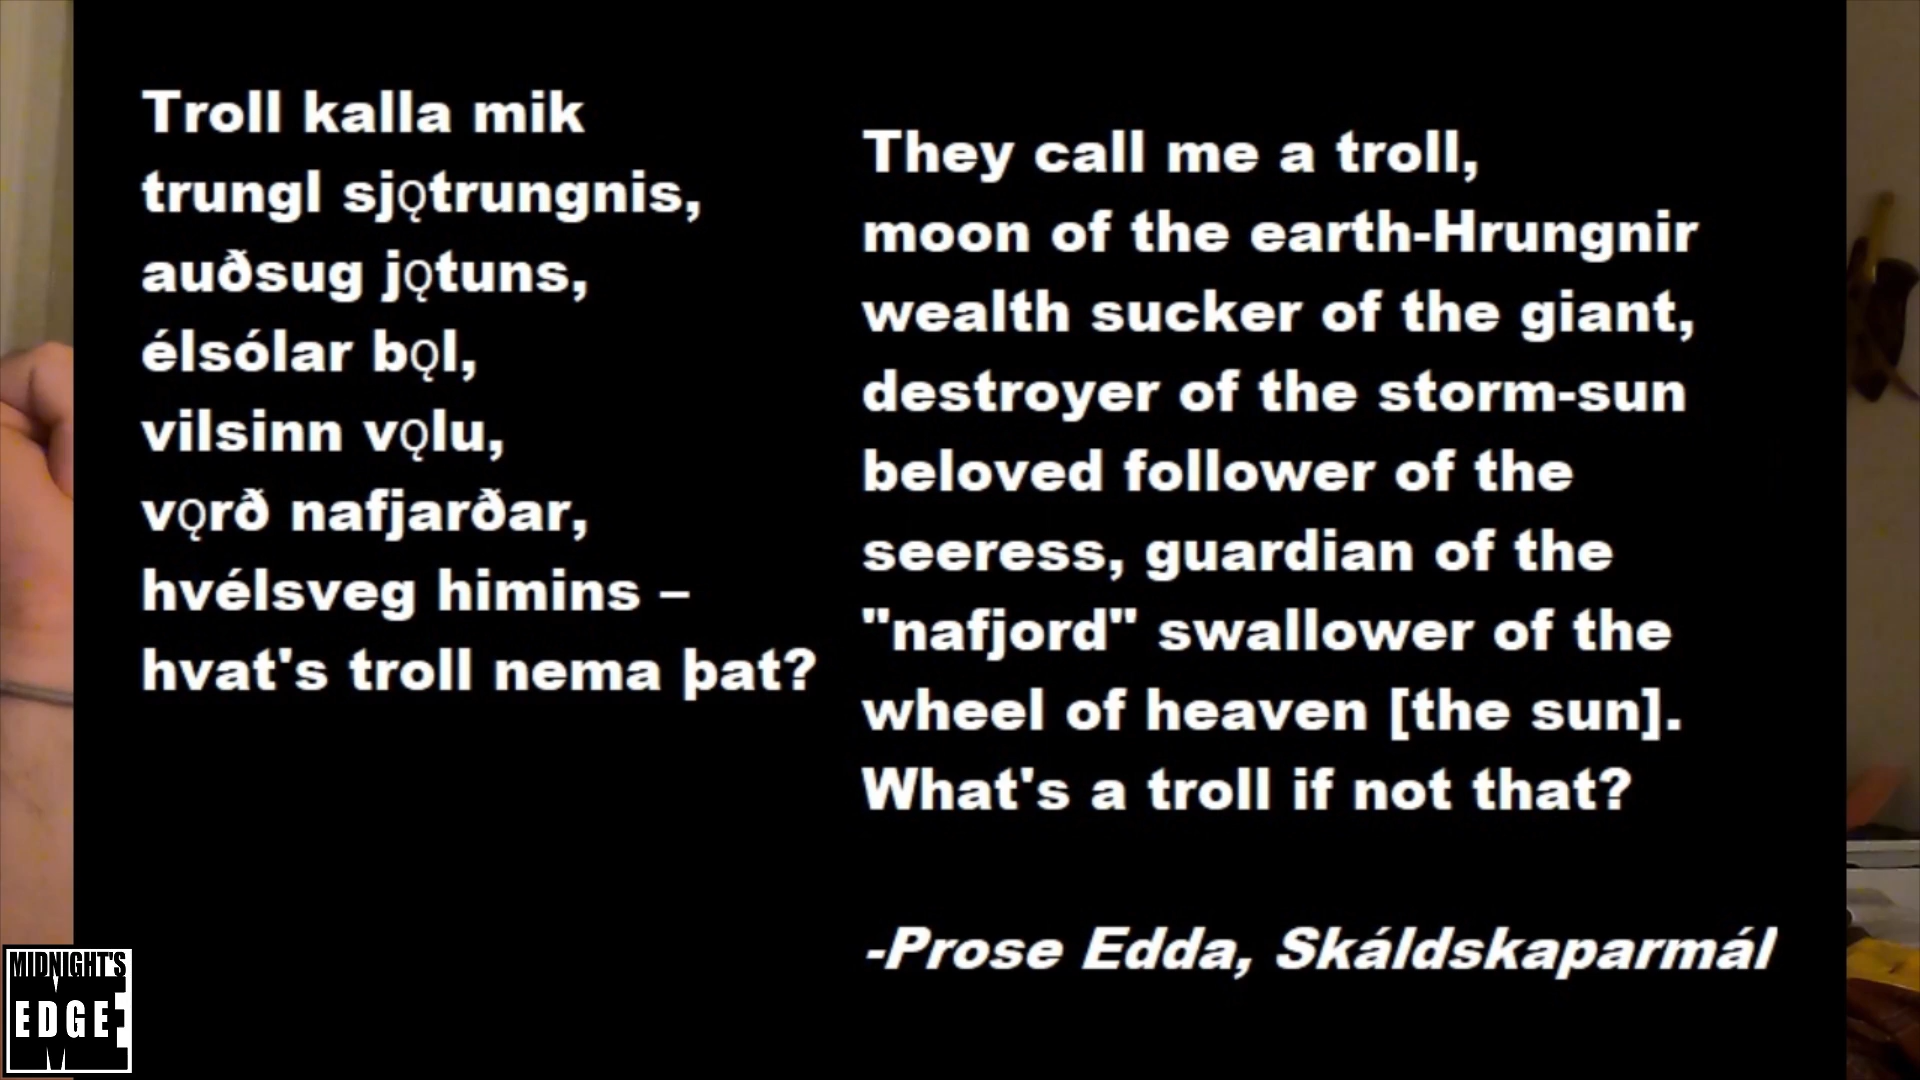 Troll kalla mik
trungl sjǫtrungnis,
auðsug jǫtuns,
élsólar bǫl,
vilsinn vǫlu,
vǫrð nafjarðar,
hvélsveg himins –
hvat's troll nema þat?
They call me a troll,
moon of the earth-Hrungnir
wealth sucker of the giant,
destroyer of the storm-sun
beloved follower of the
seeress, guardian of the
"nafjord" swallower of the
wheel of heaven [the sun].
What's a troll if not that?
-Prose Edda, Skáldskaparmál
MIDNIGHT'S
EDGE